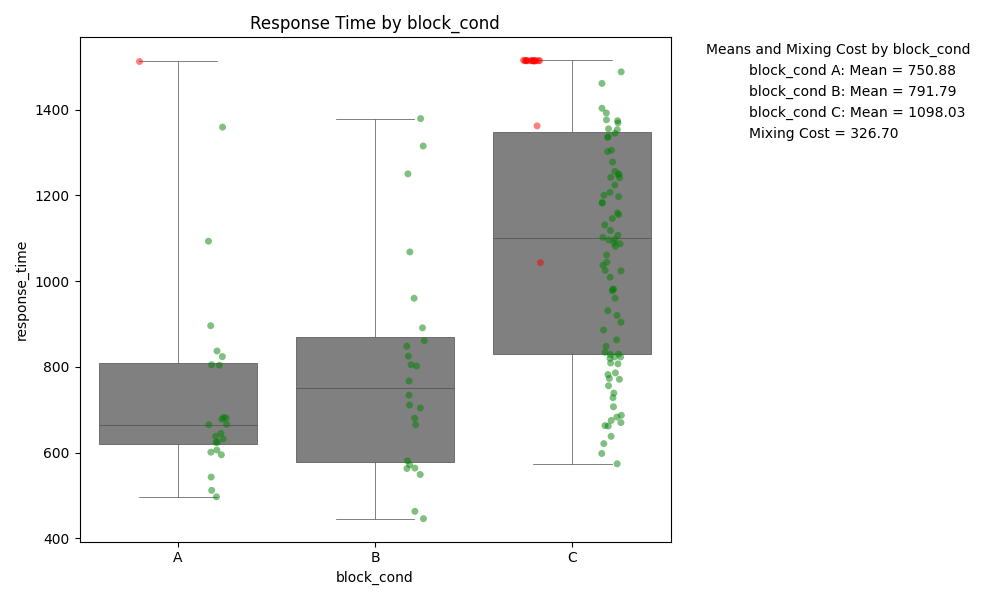 Response Time by block_cond
Means and Mixing Cost by block_cond
block_cond A: Mean = 750.88
block_cond B: Mean = 791.79
block_cond C: Mean = 1098.03
Mixing Cost = 326.70
response_time
1400
1200
1000
800
600
400
A
B
C
block_cond